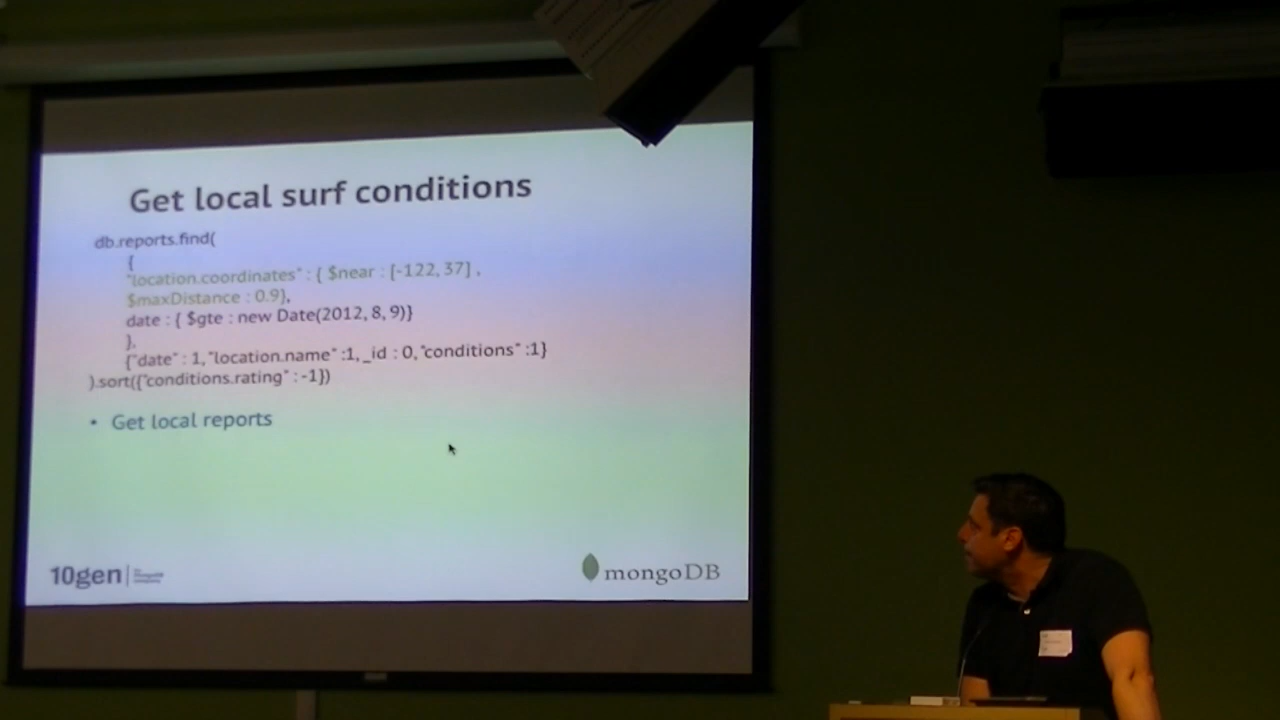 Get local surf conditions
db.reports.find(
{
"location.coordinates" : { $near : [-122, 37] ,
$maxDistance : 0.9},
date : { $gte : new Date(2012, 8, 9)}
},
{"date" : 1, "location.name" :1, _id : 0, "conditions" :1}
).sort({"conditions.rating" : -1})
• Get local reports
10gen
mongoDB